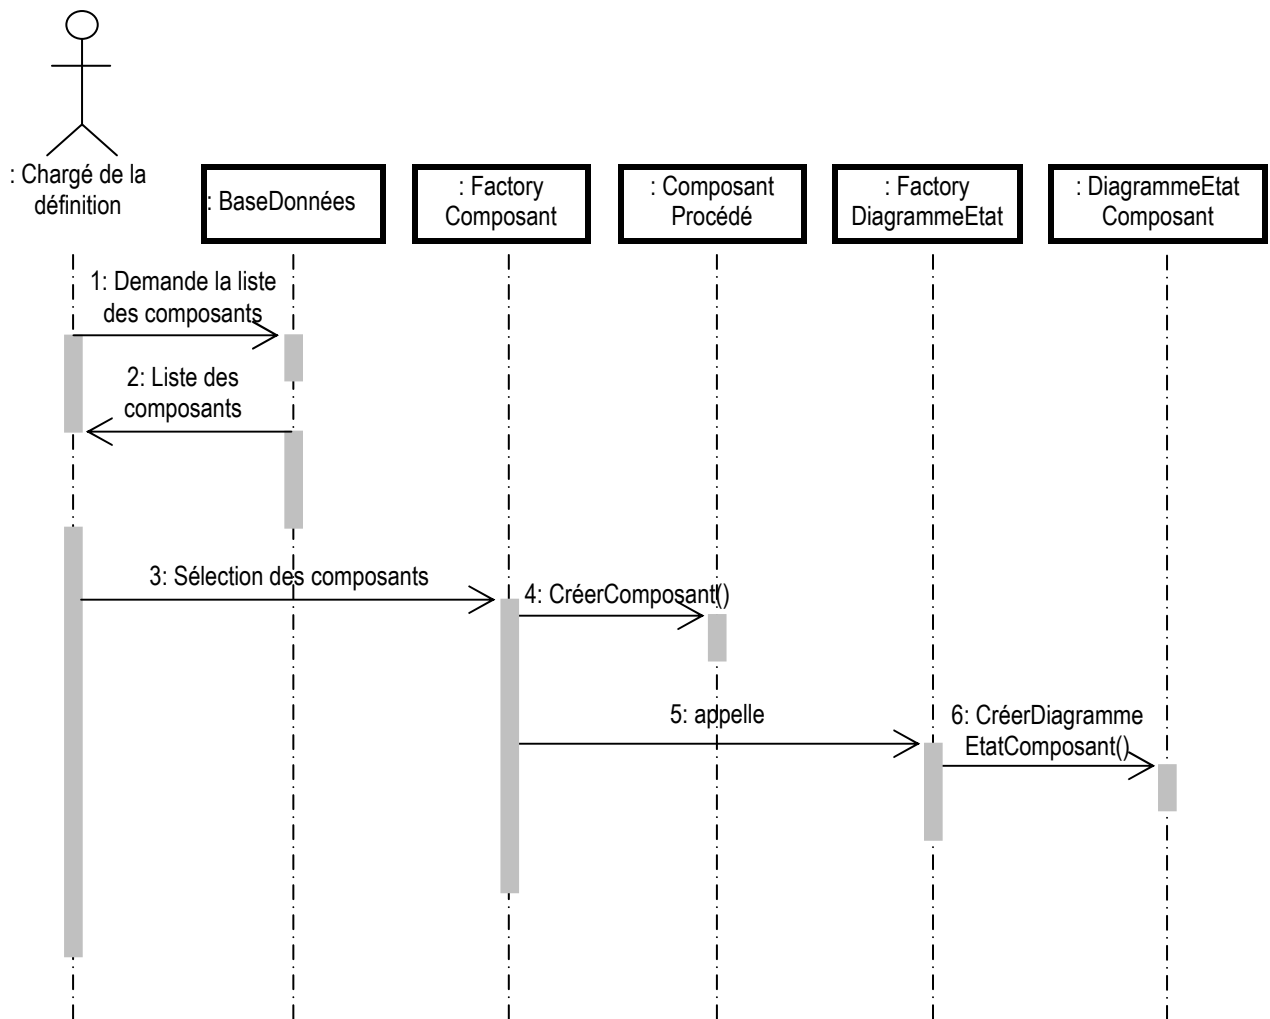 : Chargé de la
définition
: BaseDonnées
: Factory
Composant
: Composant
Procédé
: Factory
DiagrammeEtat
: DiagrammeEtat
Composant
1: Demande la liste
des composants
2: Liste des
composants
3: Sélection des composants
4: CréerComposant()
5: appelle
6: CréerDiagramme
EtatComposant()